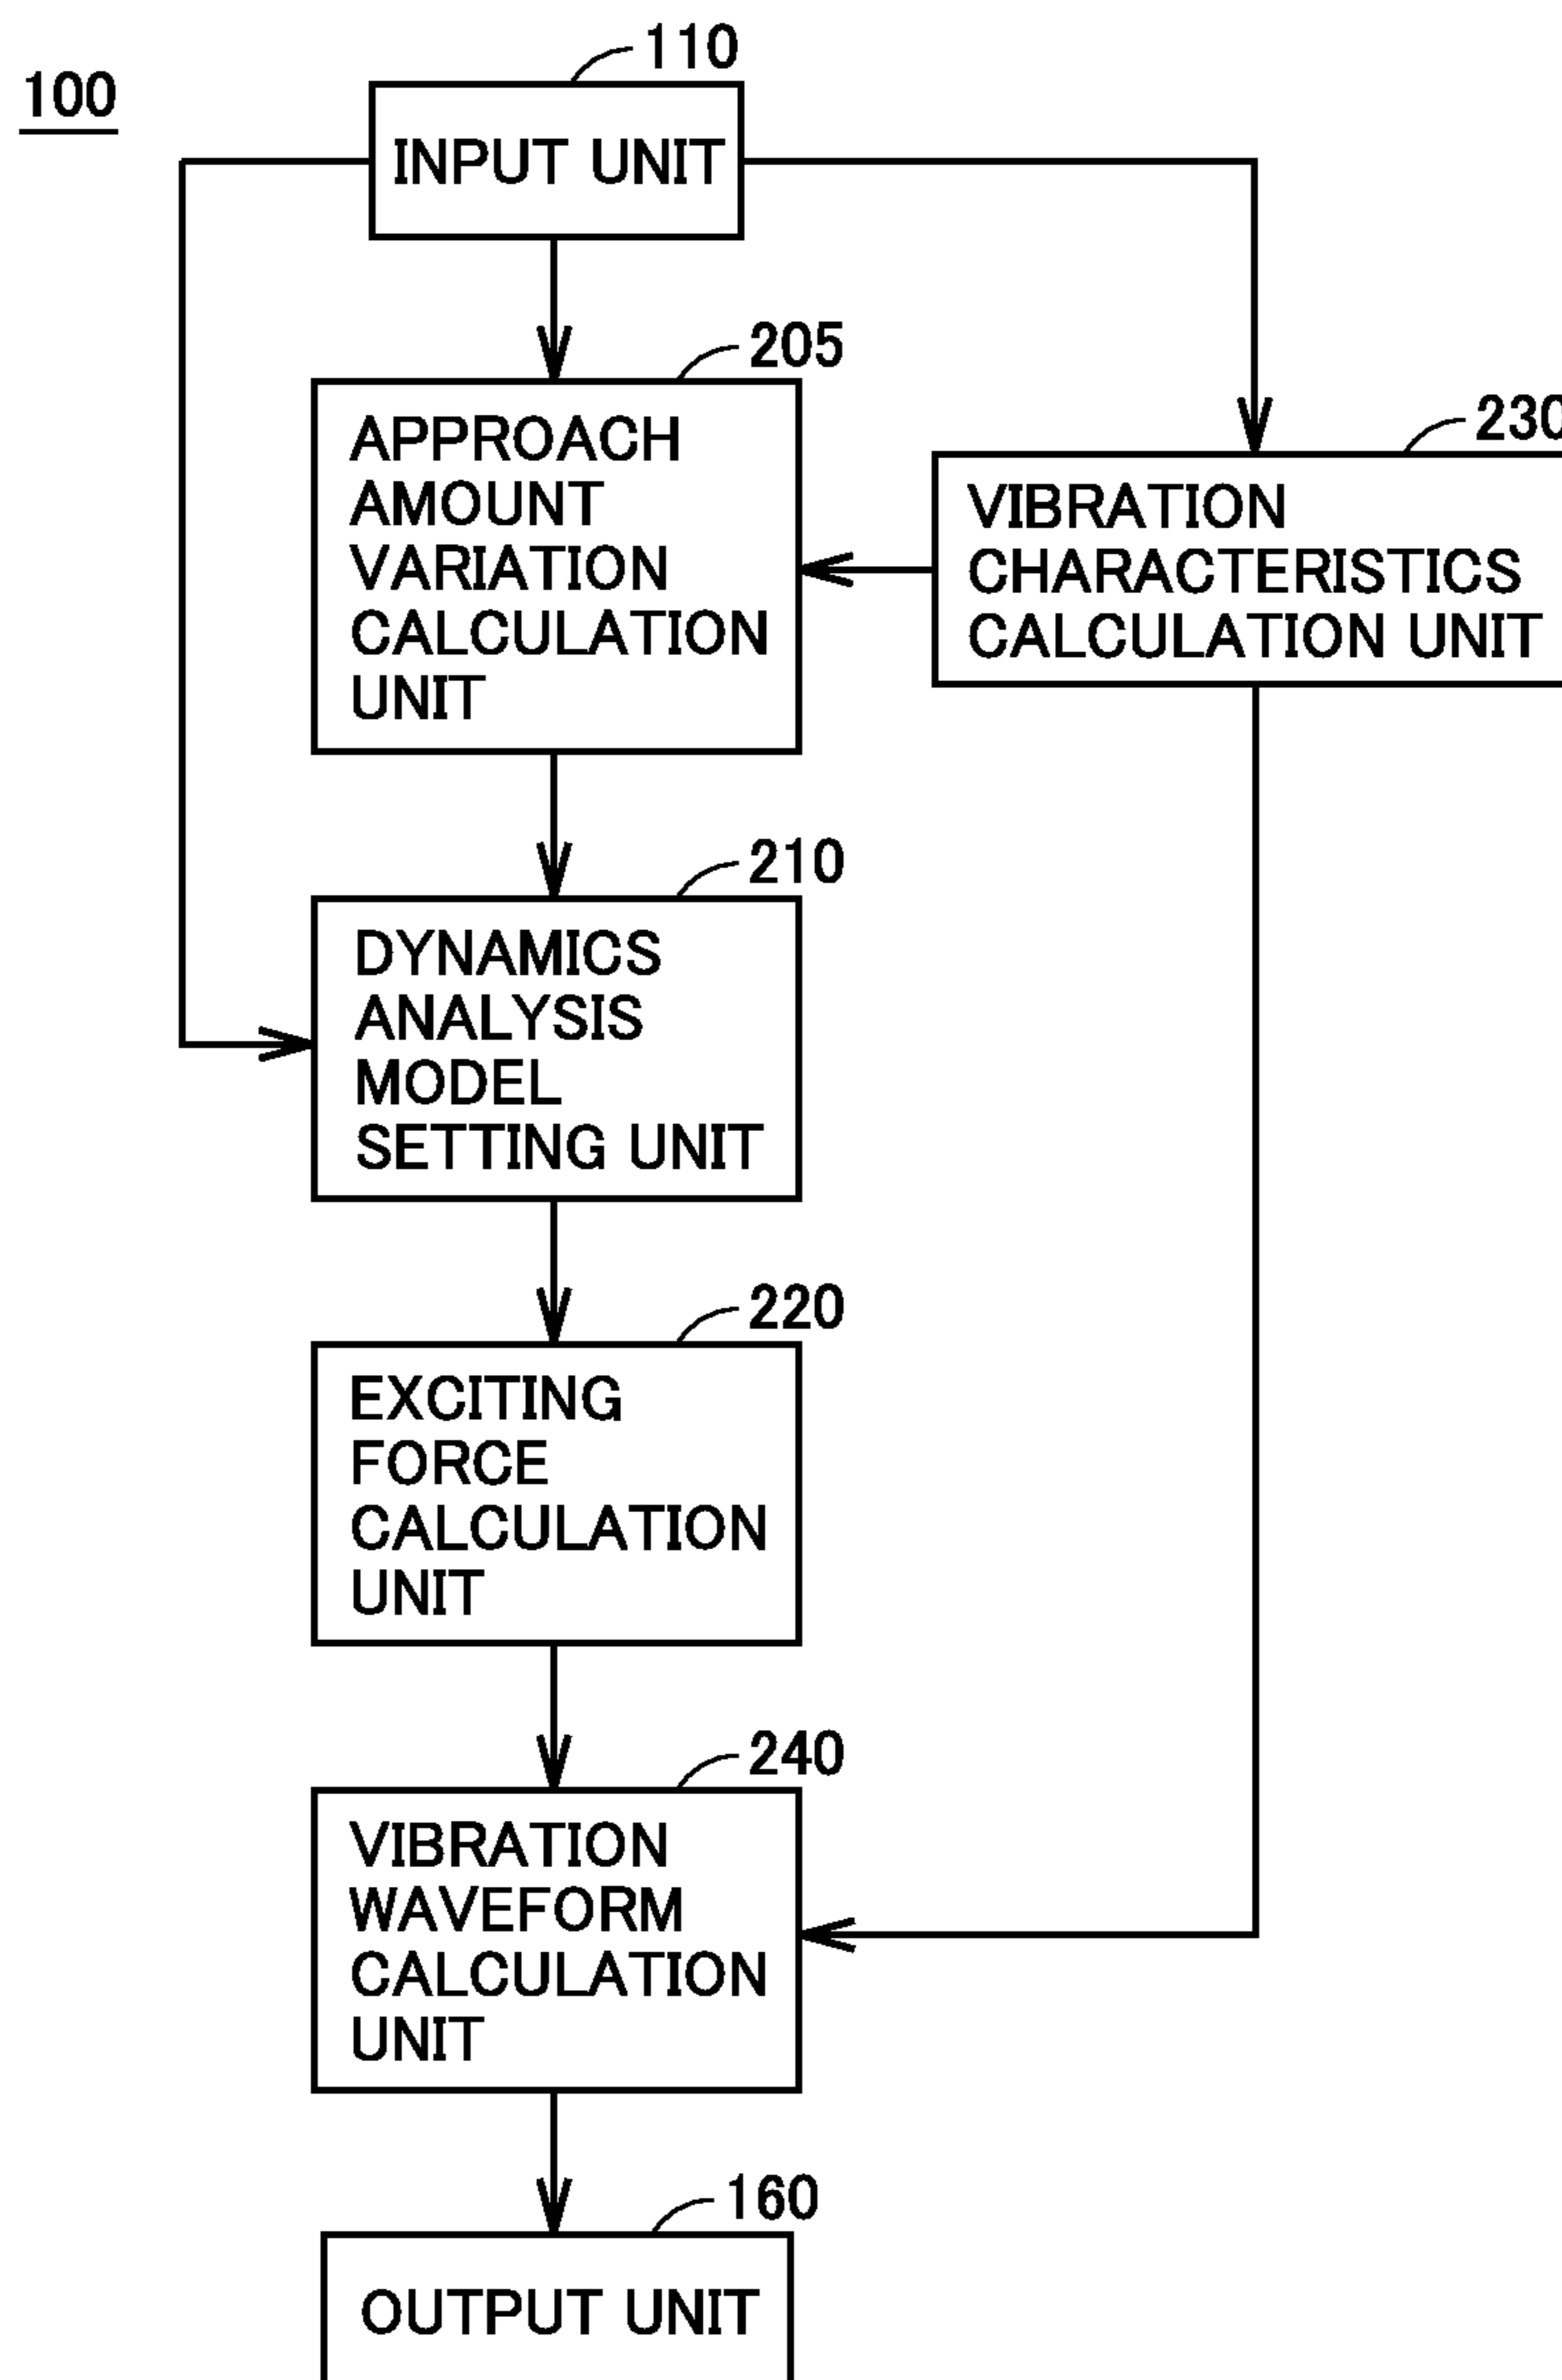 100
110
INPUT UNIT
205
APPROACH
AMOUNT
VARIATION
CALCULATION
UNIT
230
VIBRATION
CHARACTERISTICS
CALCULATION UNIT
210
DYNAMICS
ANALYSIS
MODEL
SETTING UNIT
220
EXCITING
FORCE
CALCULATION
UNIT
240
VIBRATION
WAVEFORM
CALCULATION
UNIT
160
OUTPUT UNIT